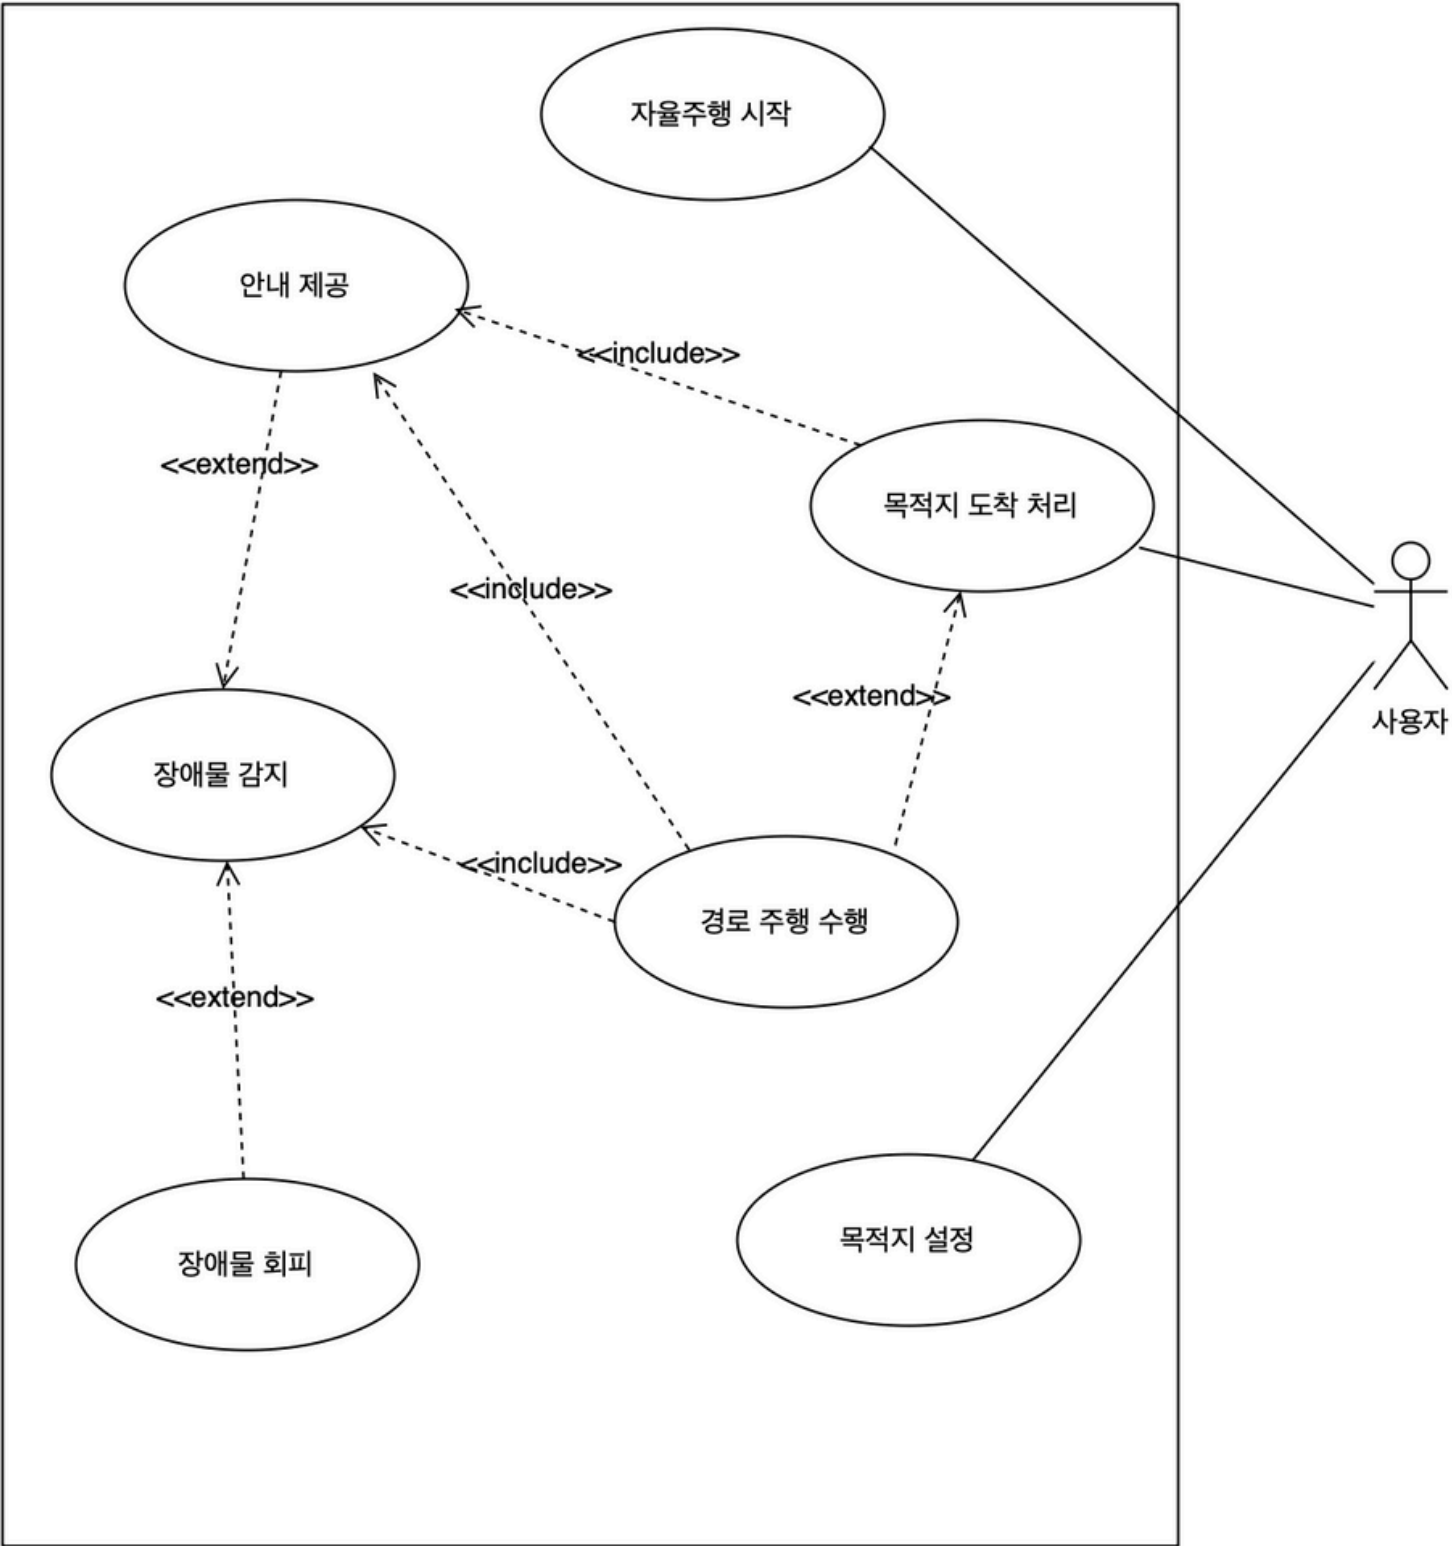 자율주행 시작
안내 제공
<<include>>
<<extend>>
목적지 도착 처리
<<include>>
<<extend>>
사용자
장애물 감지
<<include>>
경로 주행 수행
<<extend>>
목적지 설정
장애물 회피